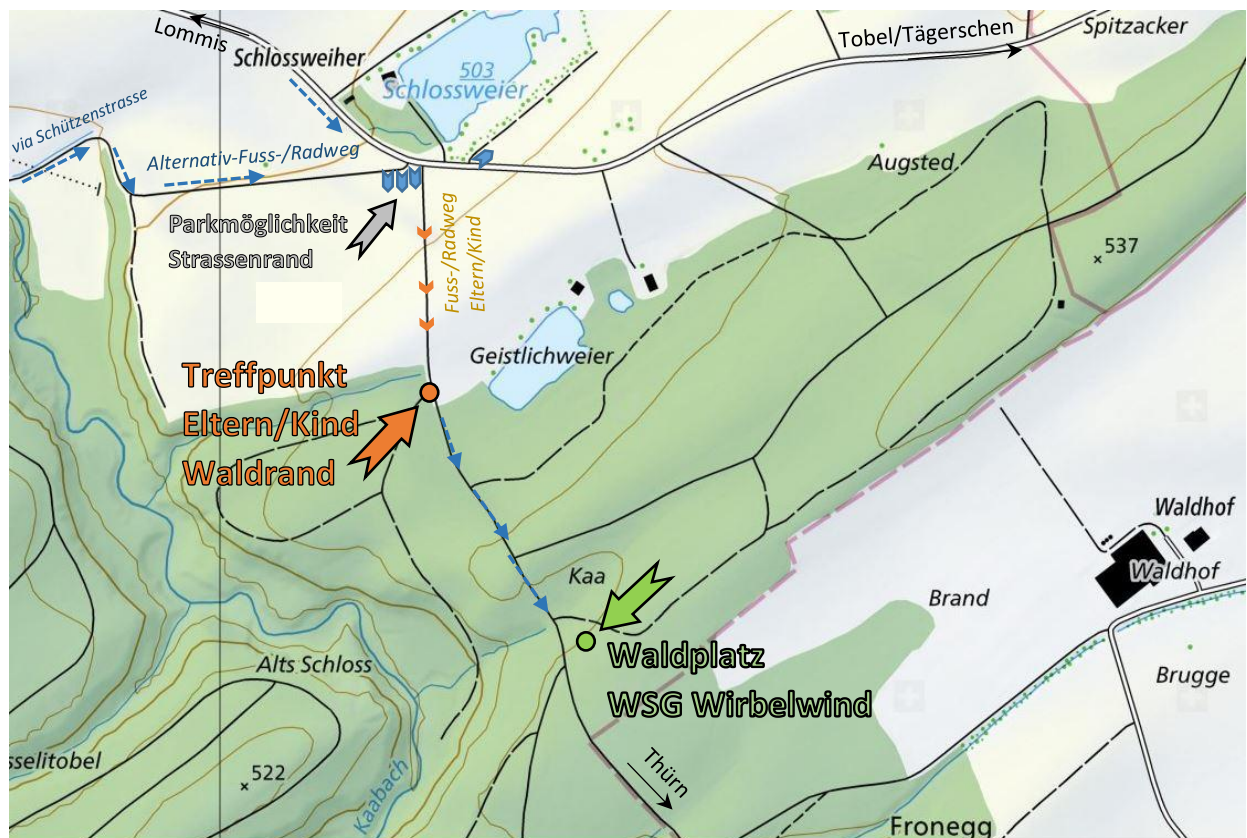 Lommis
Schlossweiher
503
Schlossweier
Tobel/Tägerschen
Spitzacker
via Schützenstrasse
Alternativ-Fuss-/Radweg
Augsted
Parkmöglichkeit
Strassenrand
Fuss-/Radweg
Eltern/Kind
537
Geistlichweier
Treffpunkt
Eltern/Kind
Waldrand
Waldhof
Waldhof
Kaa
Brand
Waldplatz
WSG Wirbelwind
Alts Schloss
Brugge
sselitobel
522
Kaabach
Thürn
Fronegg